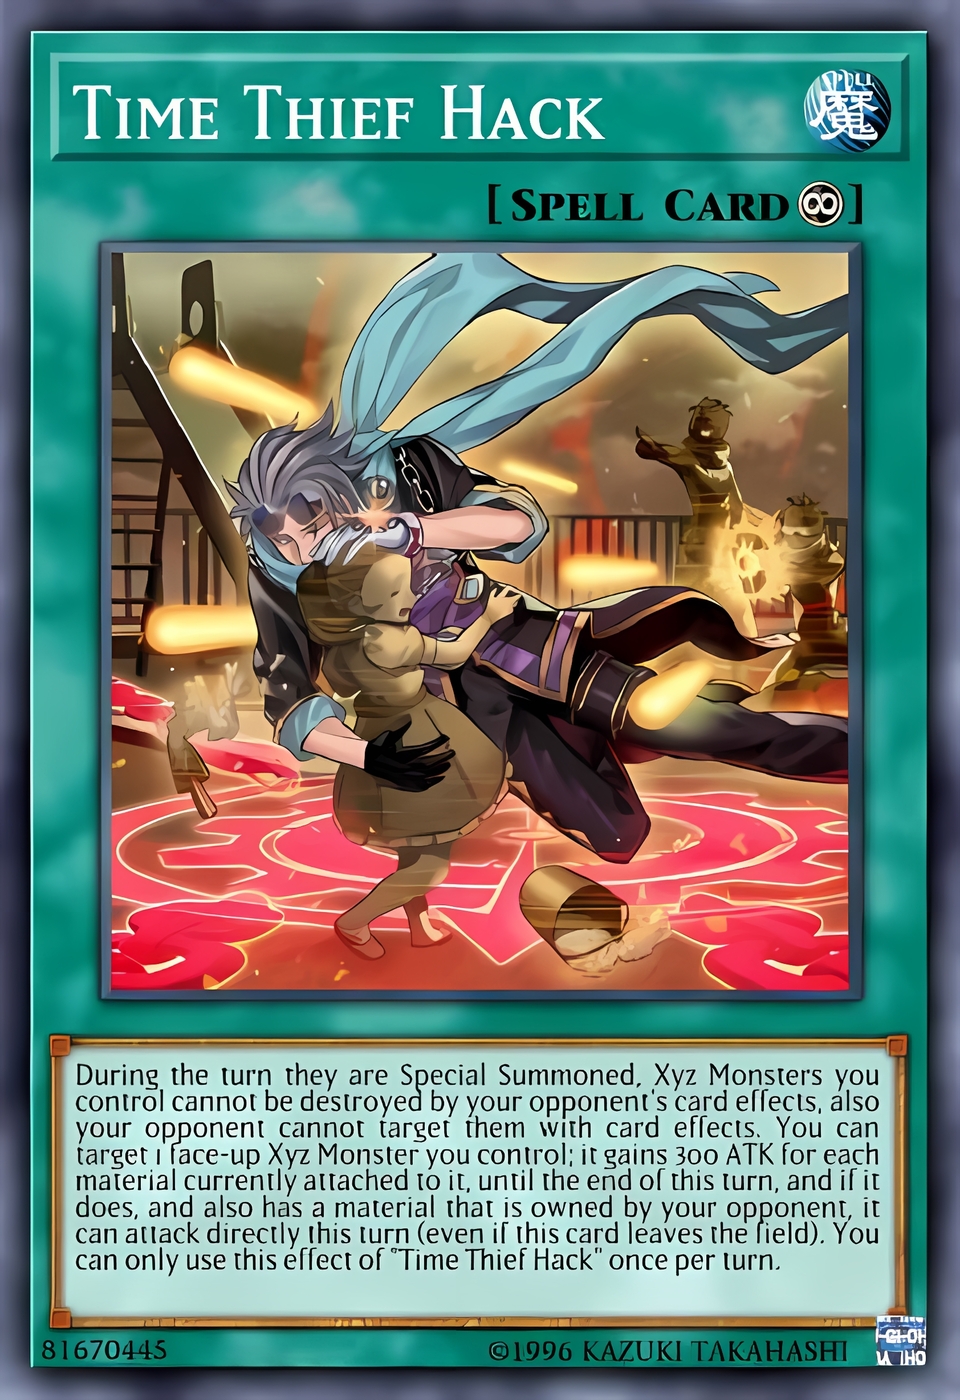 TIME THIEF HACK
魔
[SPELL CARD∞]
During the turn they are Special Summoned, Xyz Monsters you
control cannot be destroyed by your opponent's card effects, also
your opponent cannot target them with card effects. You can
target 1 face-up Xyz Monster you control; it gains 300 ATK for each
material currently attached to it, until the end of this turn, and if it
does, and also has a material that is owned by your opponent, it
can attack directly this turn (even if this card leaves the field). You
can only use this effect of "Time Thief Hack" once per turn.
81670445
©1996 KAZUKI TAKAHASHI